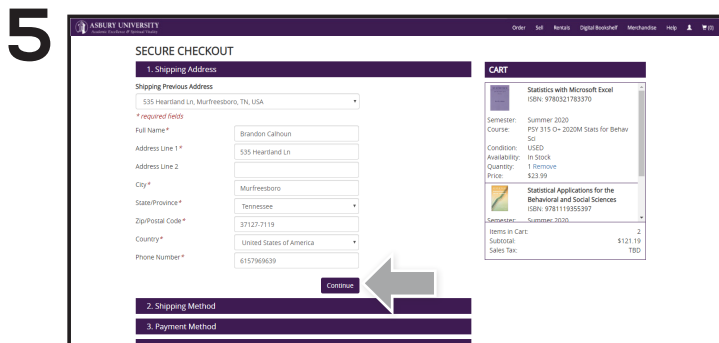 5
ASBURY UNIVERSITY
Academic Excellence & Spiritual Vitality
Order Sell Rentals Digital Bookshelf Merchandise Help (0)
SECURE CHECKOUT
1. Shipping Address
Shipping Previous Address
535 Heartland Ln, Murfreesboro, TN, USA
* required fields
Full Name* Brandon Calhoun
Address Line 1* 535 Heartland Ln
Address Line 2
City* Murfreesboro
State/Province* Tennessee
Zip/Postal Code* 37127-7119
Country* United States of America
Phone Number* 6157969639
Continue
2. Shipping Method
3. Payment Method
CART
Statistics with Microsoft Excel
ISBN: 9780321783370
Semester: Summer 2020
Course: PSY 315 O+ 2020M Stats for Behav
Sci
Condition: USED
Availability: In Stock
Quantity: 1 Remove
Price: $23.99
Statistical Applications for the
Behavioral and Social Sciences
ISBN: 9781119355397
Semester: Summer 2020
Items in Cart: 2
Subtotal: $121.19
Sales Tax: TBD